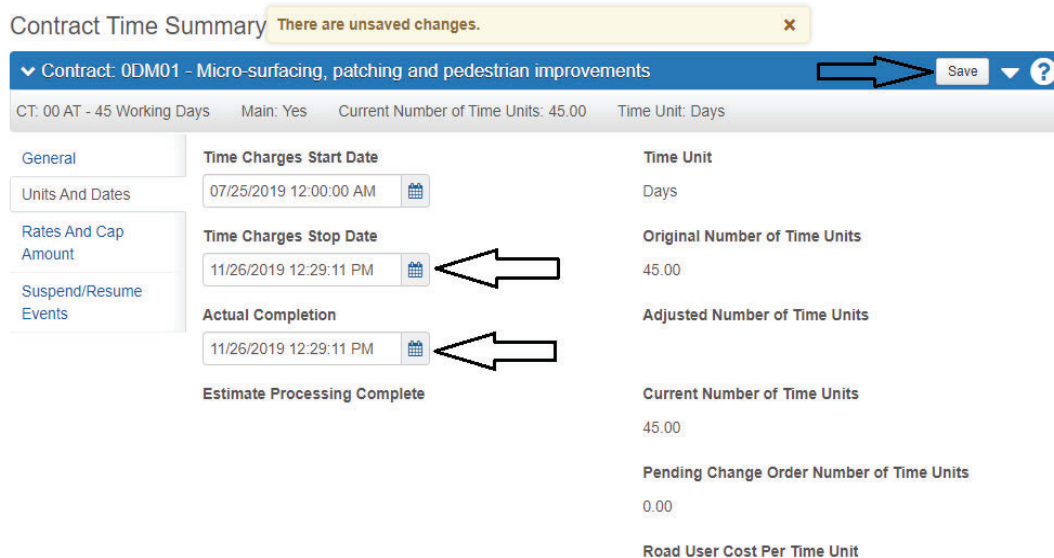 Contract Time Summary
There are unsaved changes. ×
Contract: 0DM01 - Micro-surfacing, patching and pedestrian improvements Save ?
CT: 00 AT - 45 Working Days Main: Yes Current Number of Time Units: 45.00 Time Unit: Days
General
Units And Dates
Rates And Cap
Amount
Suspend/Resume
Events
Time Charges Start Date
07/25/2019 12:00:00 AM
Time Charges Stop Date
11/26/2019 12:29:11 PM
Actual Completion
11/26/2019 12:29:11 PM
Estimate Processing Complete
Time Unit
Days
Original Number of Time Units
45.00
Adjusted Number of Time Units
Current Number of Time Units
45.00
Pending Change Order Number of Time Units
0.00
Road User Cost Per Time Unit